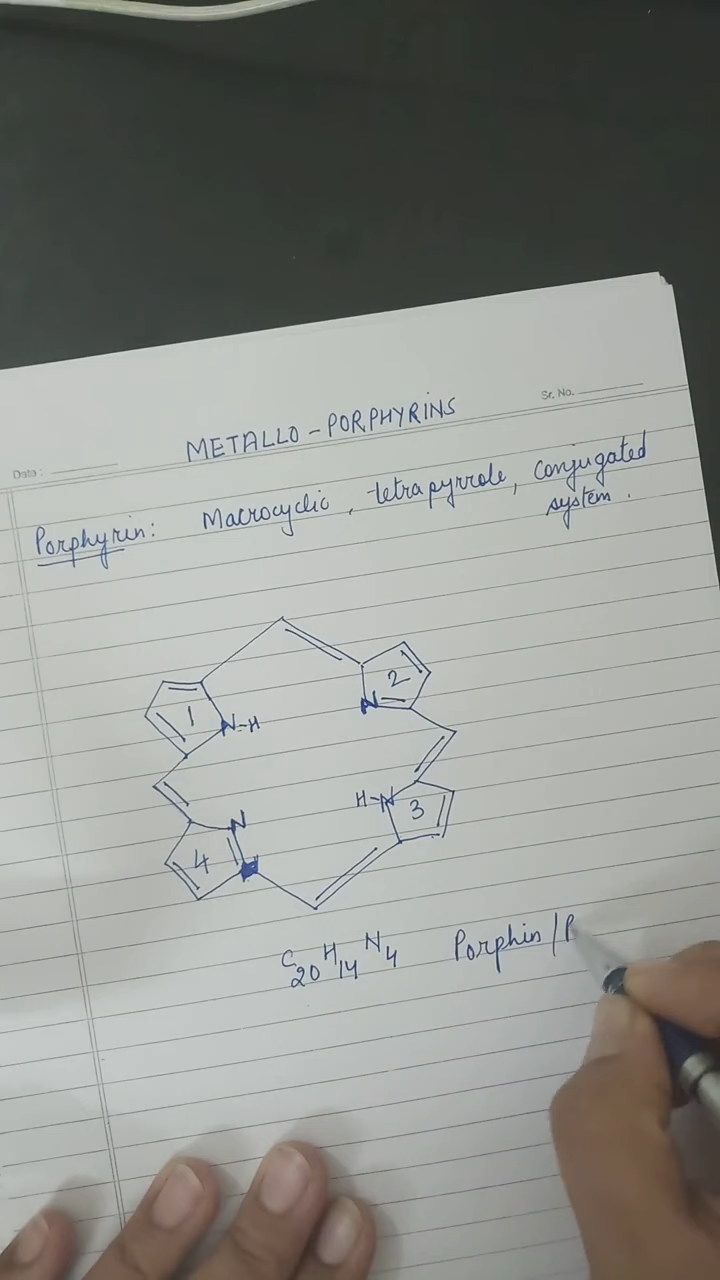 Sr. No.
Date :
METALLO - PORPHYRINS
Porphyrin: Macrocyclic, tetrapyrrole, conjugated
system.
1 N-H
N 2
H-N 3
4 N
C20H14N4 Porphin / P